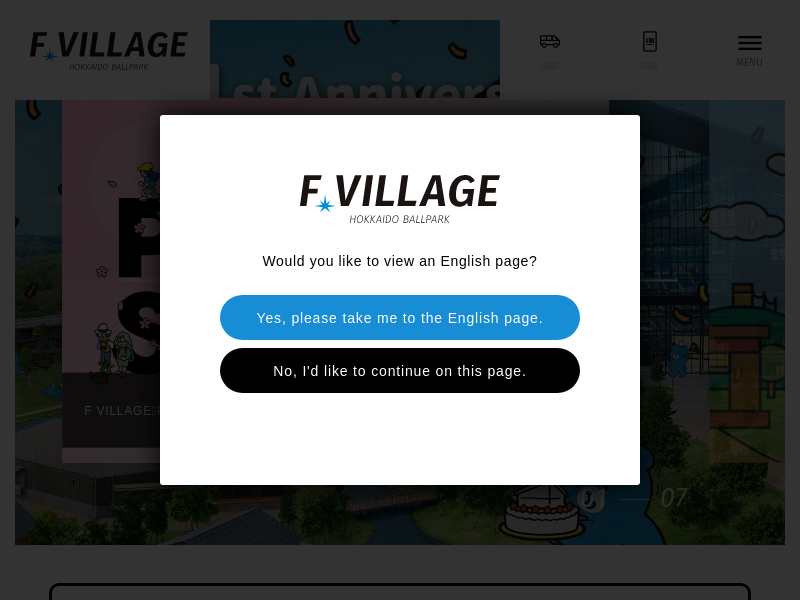 F VILLAGE
HOKKAIDO BALLPARK
MENU
st Annivers
F VILLAGE
HOKKAIDO BALLPARK
Would you like to view an English page?
Yes, please take me to the English page.
No, I'd like to continue on this page.
P
S
F VILLAGE
07